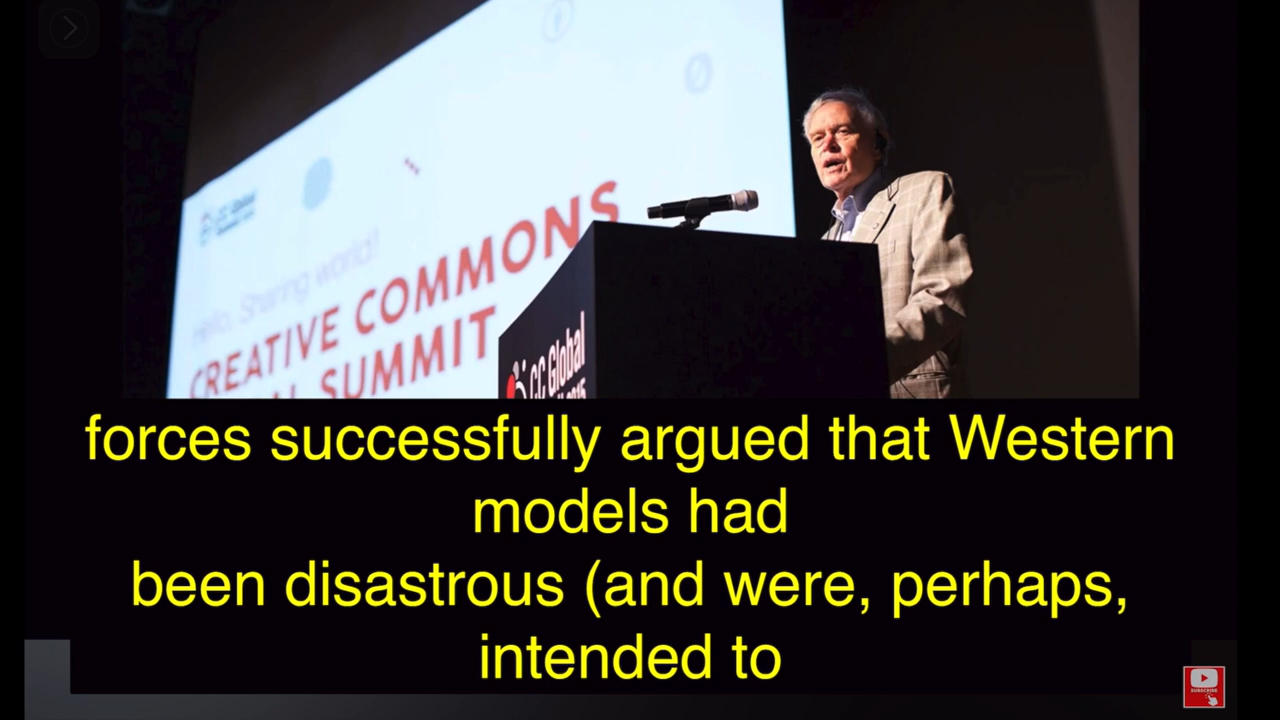 Hello, Sharing world!
CREATIVE COMMONS
SUMMIT
CC Global
forces successfully argued that Western
models had
been disastrous (and were, perhaps,
intended to
SUBSCRIBE